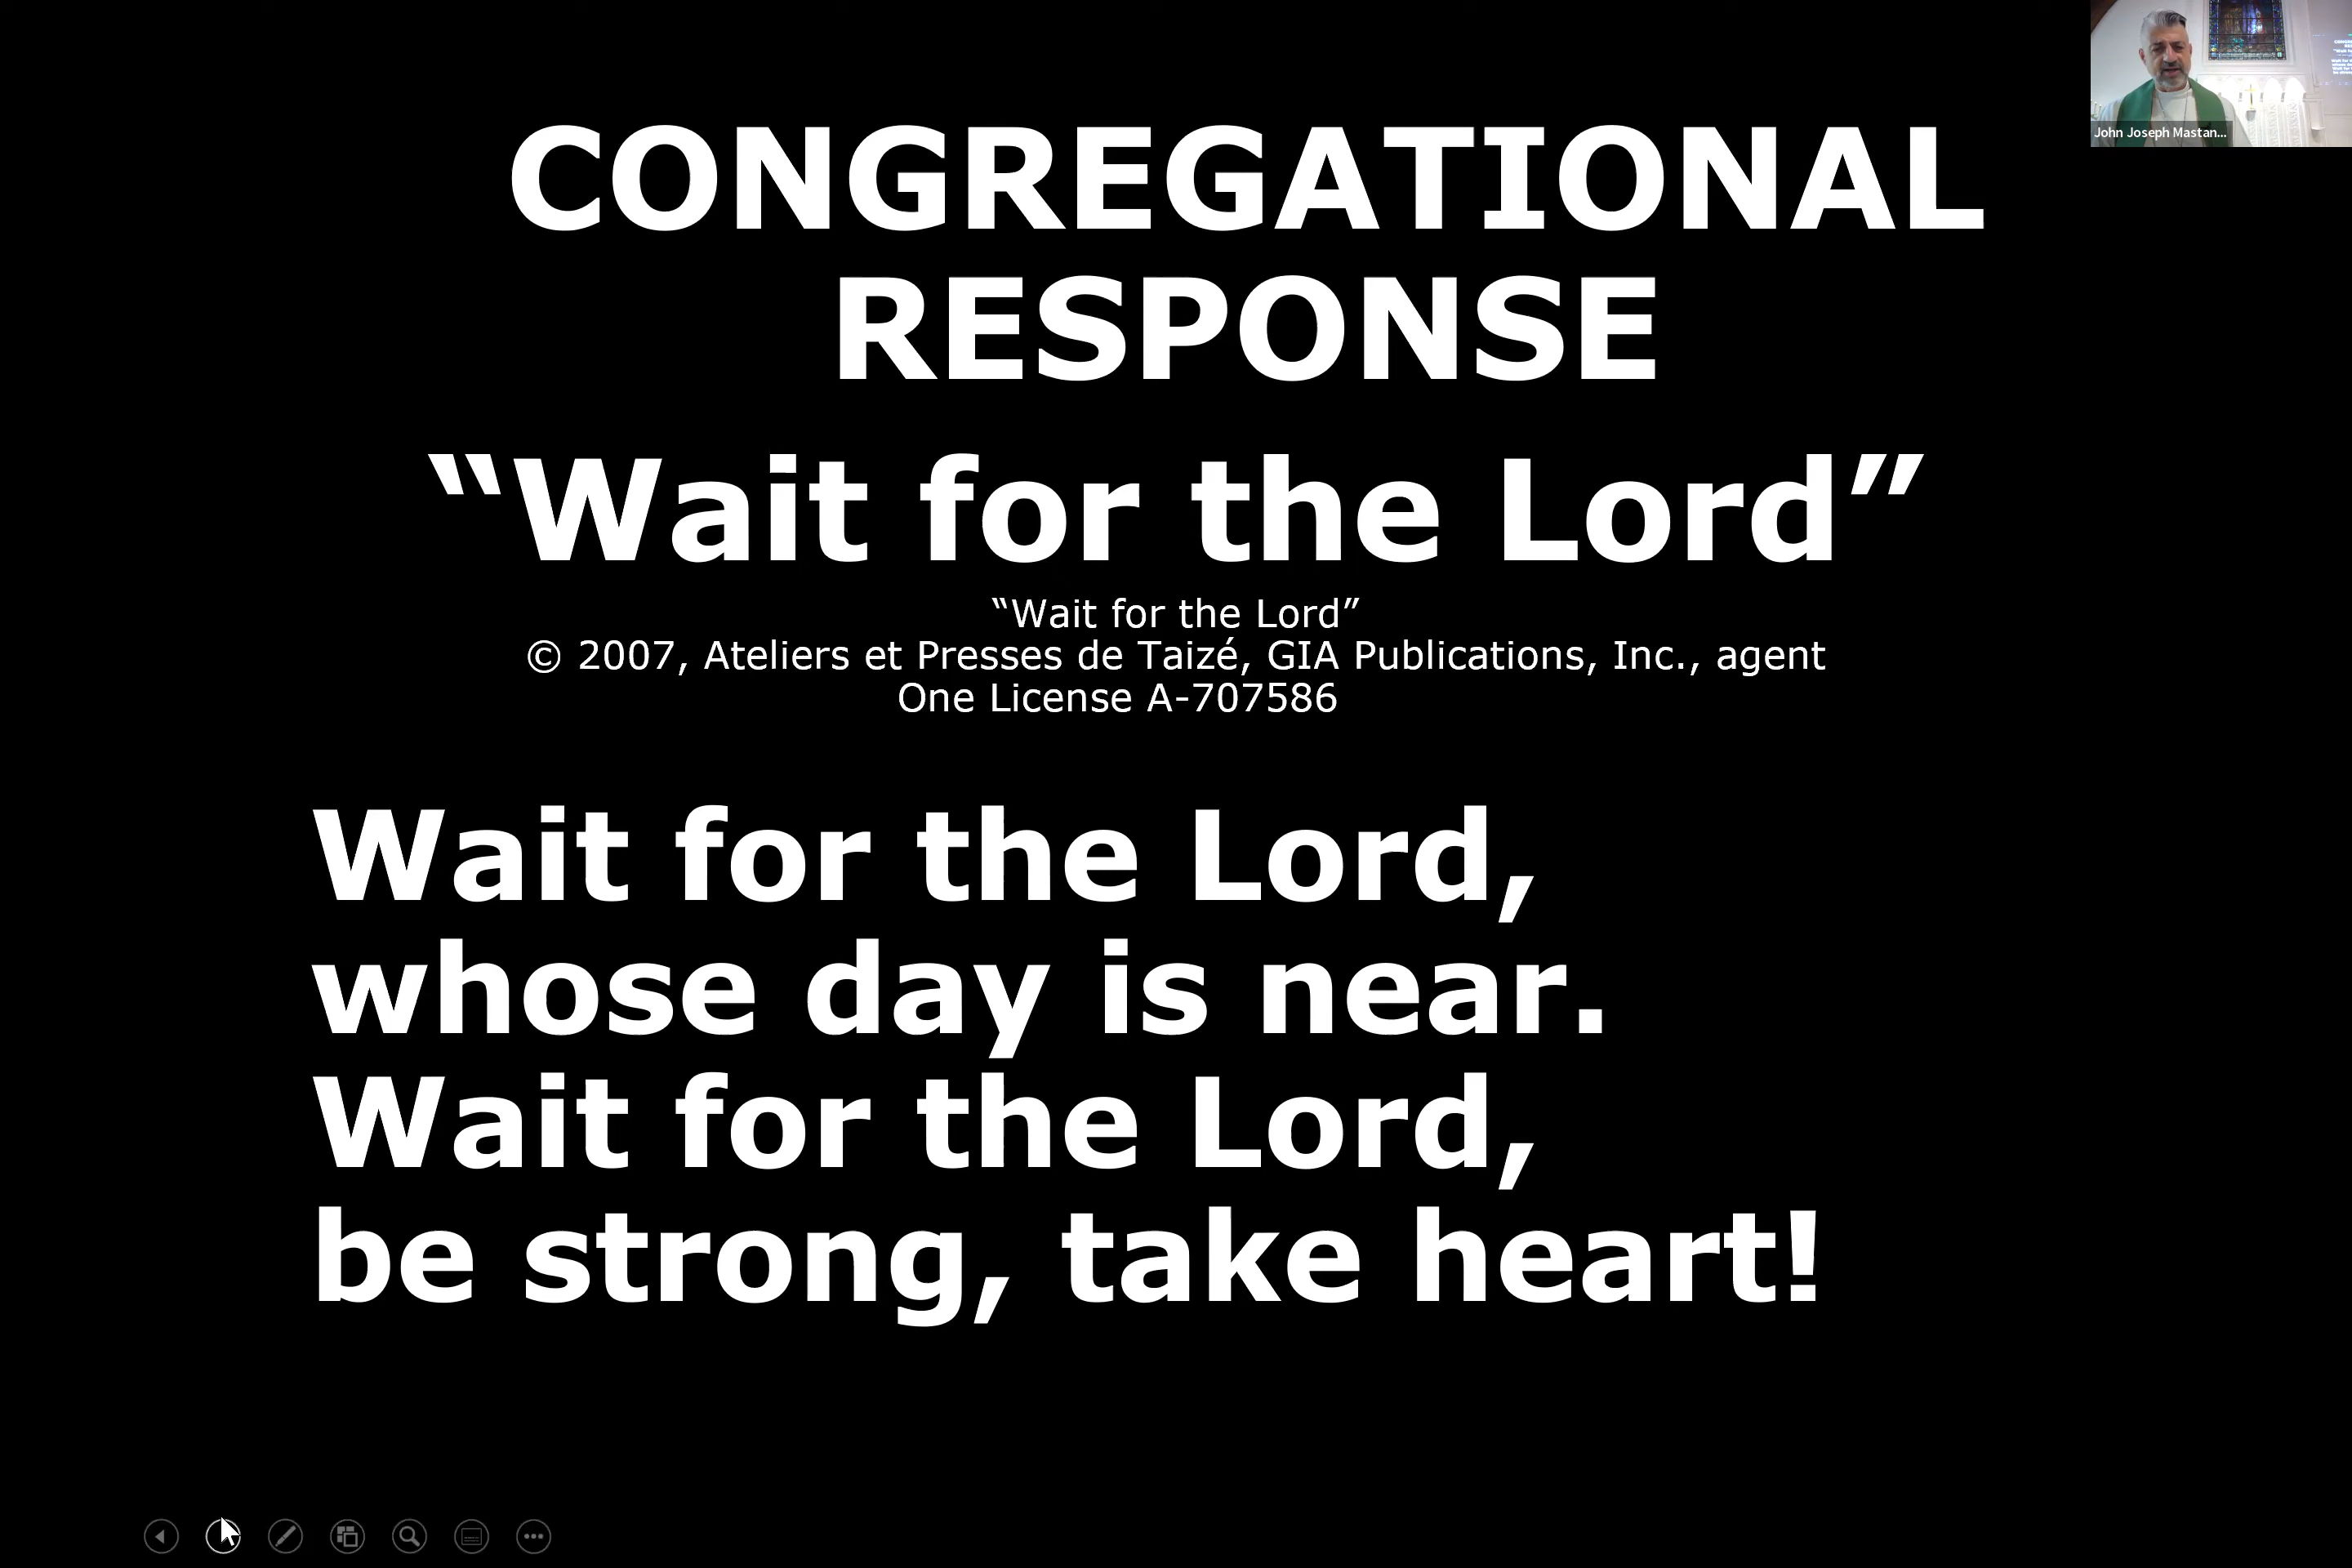 John Joseph Mastan...
CONGREGATIONAL
RESPONSE
“Wait for the Lord”
“Wait for the Lord”
© 2007, Ateliers et Presses de Taizé, GIA Publications, Inc., agent
One License A-707586
Wait for the Lord,
whose day is near.
Wait for the Lord,
be strong, take heart!